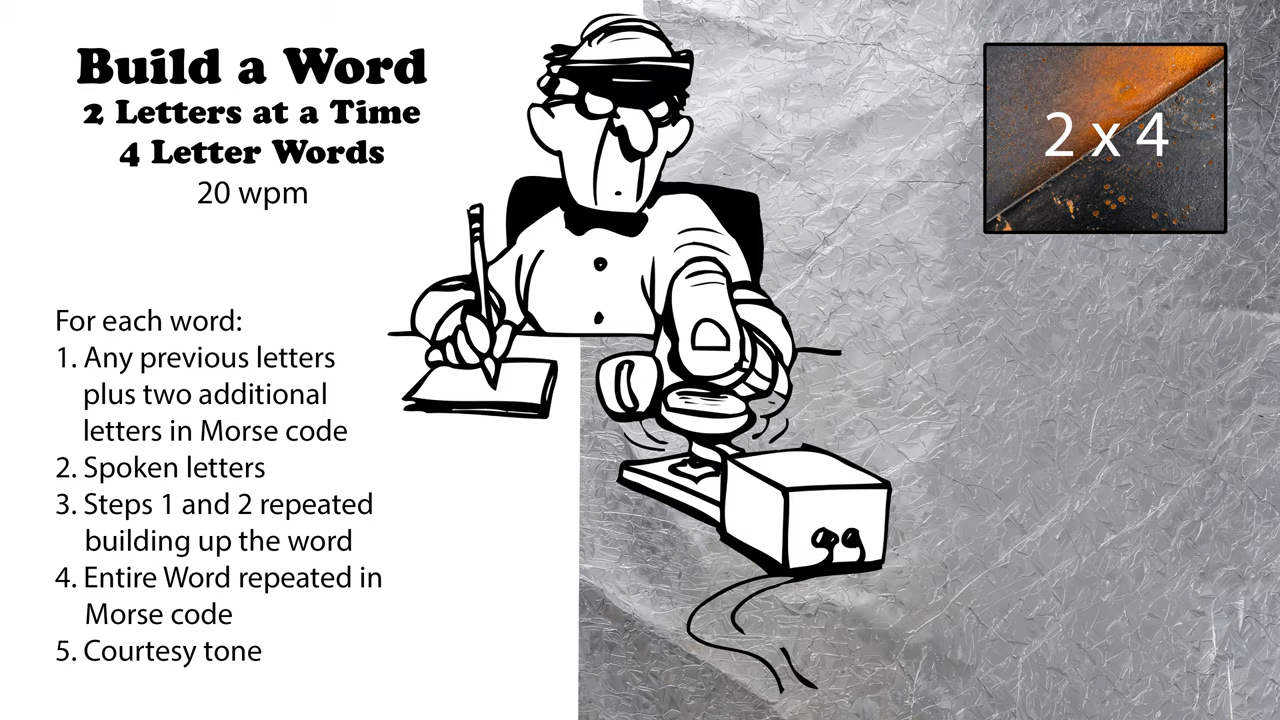 Build a Word
2 Letters at a Time
4 Letter Words
20 wpm
2 x 4
For each word:
1. Any previous letters
plus two additional
letters in Morse code
2. Spoken letters
3. Steps 1 and 2 repeated
building up the word
4. Entire Word repeated in
Morse code
5. Courtesy tone